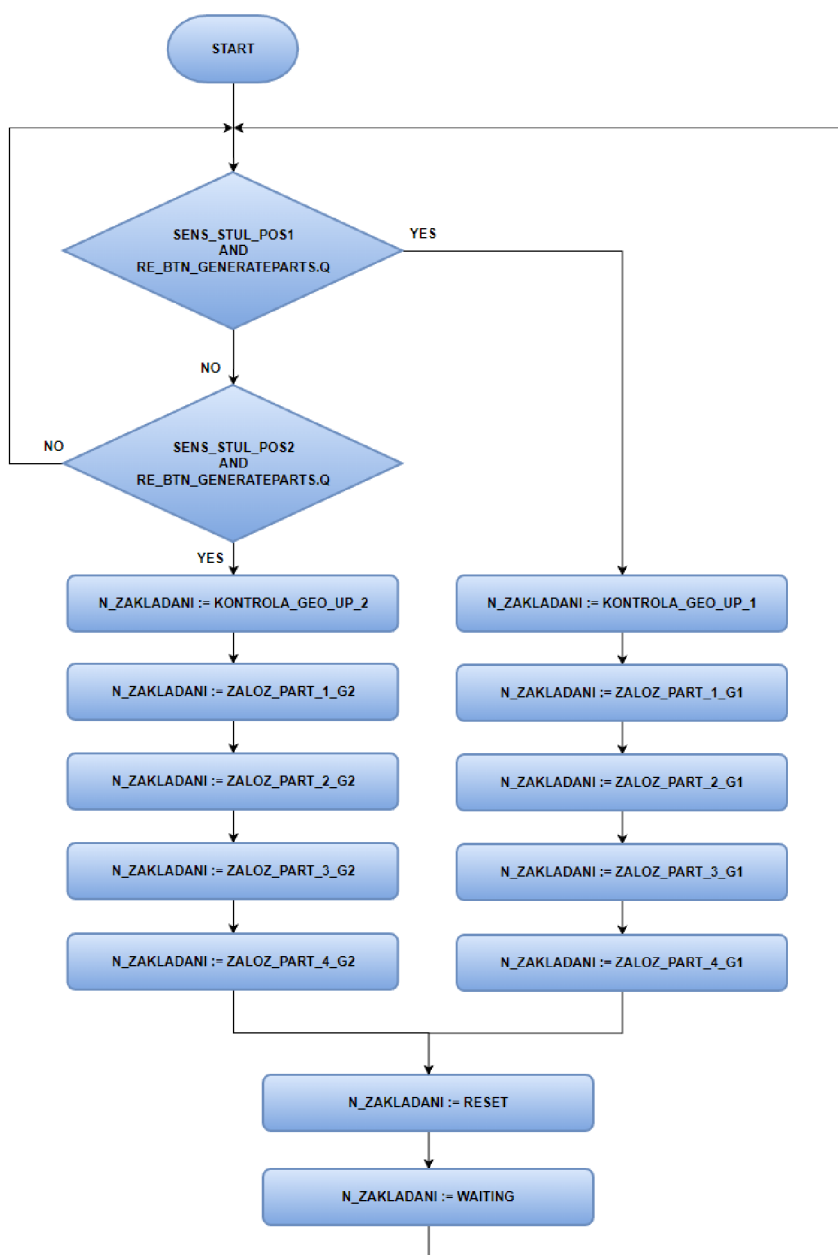 START
SENS_STUL_POS1
AND
RE_BTN_GENERATEPARTS.Q
YES
NO
SENS_STUL_POS2
AND
RE_BTN_GENERATEPARTS.Q
NO
YES
N_ZAKLADANI := KONTROLA_GEO_UP_2
N_ZAKLADANI := KONTROLA_GEO_UP_1
N_ZAKLADANI := ZALOZ_PART_1_G2
N_ZAKLADANI := ZALOZ_PART_1_G1
N_ZAKLADANI := ZALOZ_PART_2_G2
N_ZAKLADANI := ZALOZ_PART_2_G1
N_ZAKLADANI := ZALOZ_PART_3_G2
N_ZAKLADANI := ZALOZ_PART_3_G1
N_ZAKLADANI := ZALOZ_PART_4_G2
N_ZAKLADANI := ZALOZ_PART_4_G1
N_ZAKLADANI := RESET
N_ZAKLADANI := WAITING